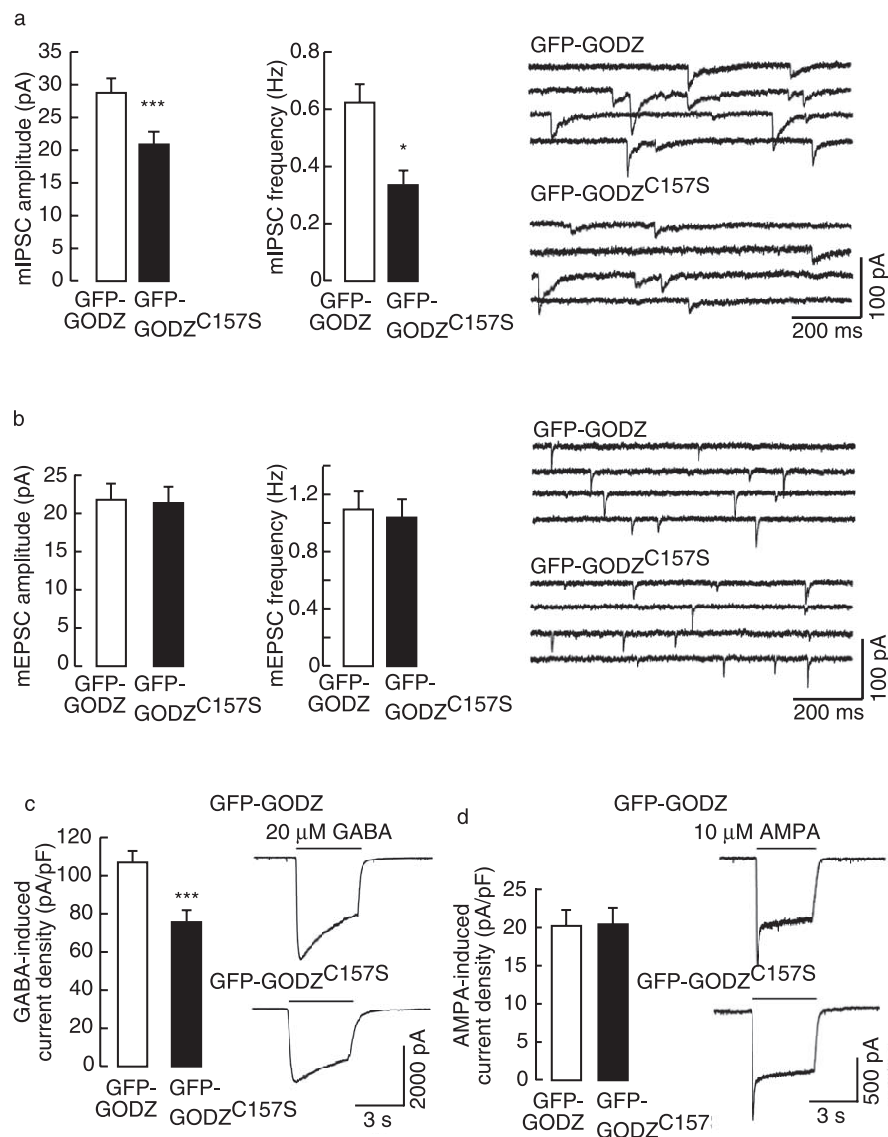 a
mIPSC amplitude (pA)
35
30
25
20
15
10
5
0
***
GFP-
GODZ
GFP-
GODZC157S
mIPSC frequency (Hz)
0.8
0.6
0.4
0.2
0
*
GFP-
GODZ
GFP-
GODZC157S
GFP-GODZ
GFP-GODZC157S
100 pA
200 ms
b
mEPSC amplitude (pA)
25
20
15
10
5
0
GFP-
GODZ
GFP-
GODZC157S
mEPSC frequency (Hz)
1.2
0.8
0.4
0
GFP-
GODZ
GFP-
GODZC157S
GFP-GODZ
GFP-GODZC157S
100 pA
200 ms
c
GABA-induced
current density (pA/pF)
120
100
80
60
40
20
0
***
GFP-
GODZ
GFP-
GODZC157S
GFP-GODZ
20 μM GABA
GFP-GODZC157S
2000 pA
3 s
d
AMPA-induced
current density (pA/pF)
25
20
15
10
5
0
GFP-
GODZ
GFP-
GODZC157S
GFP-GODZ
10 μM AMPA
GFP-GODZC157S
500 pA
3 s